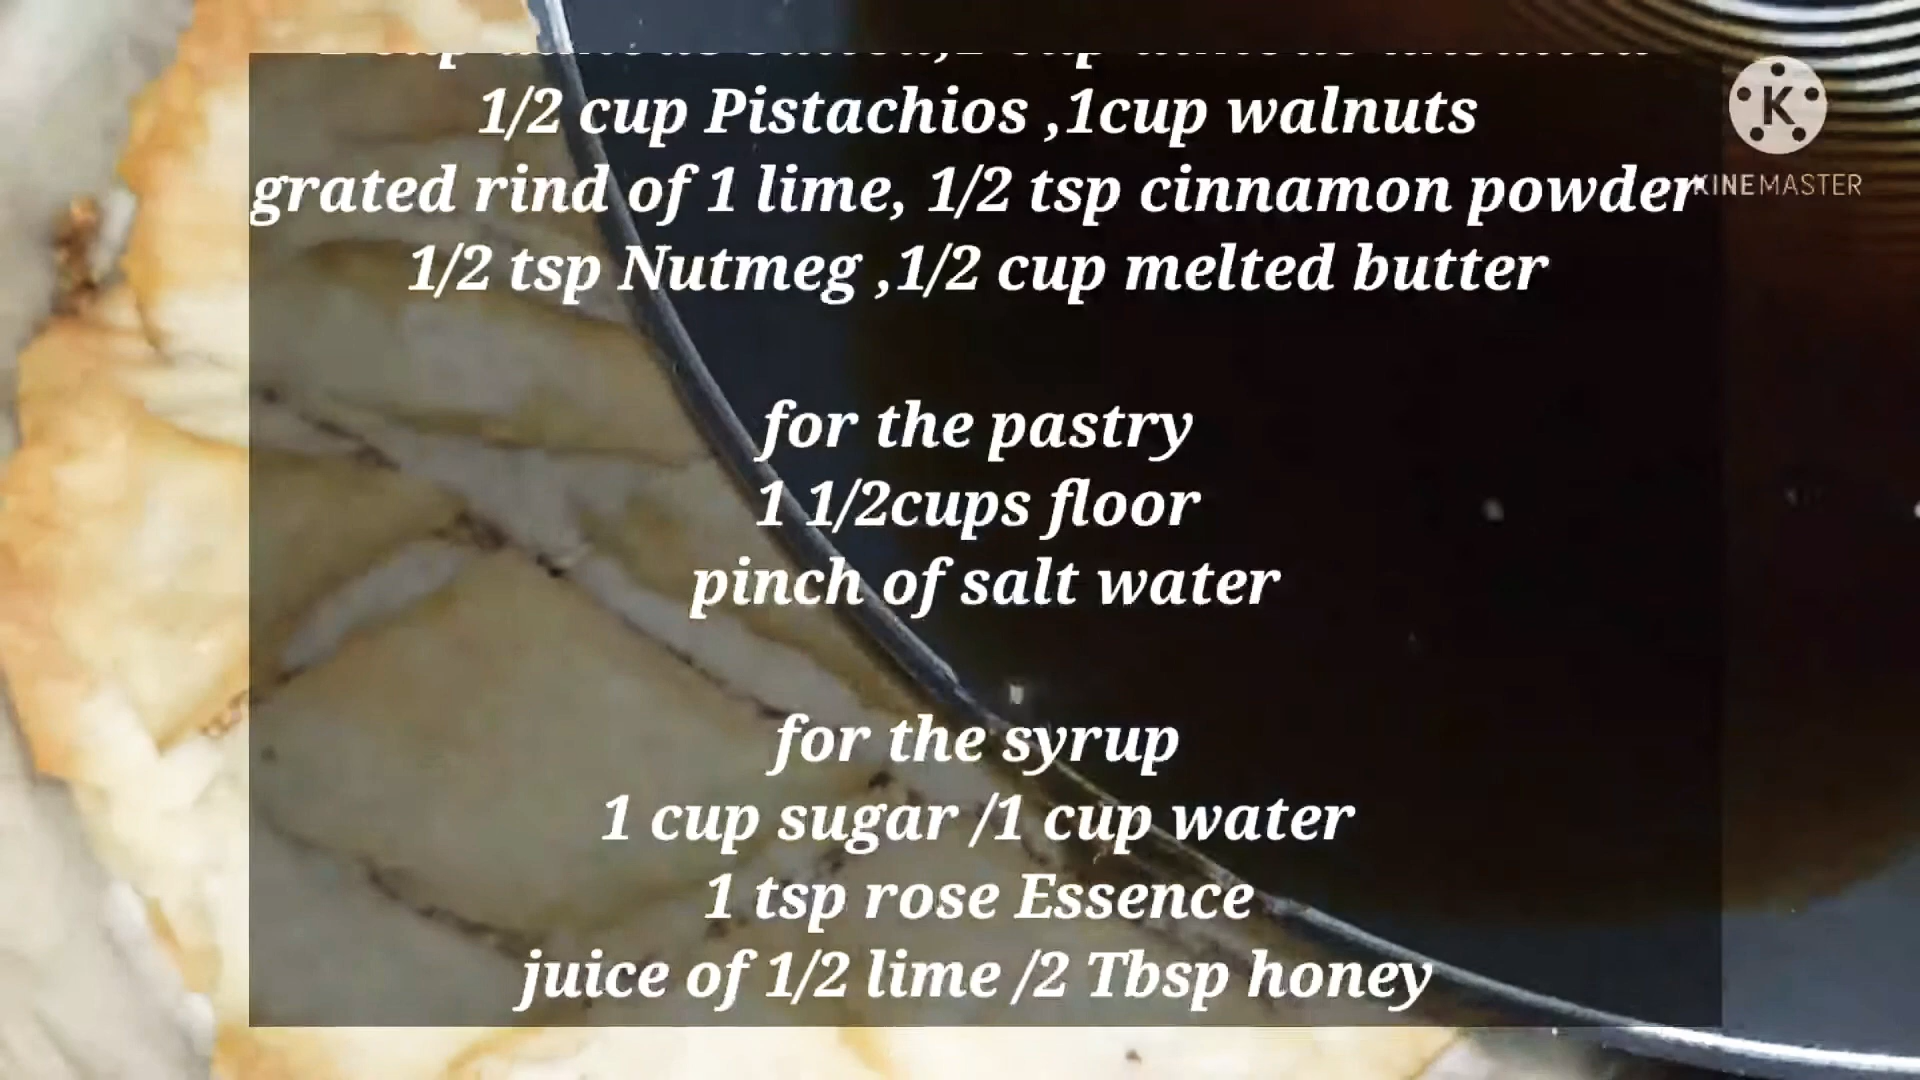 1/2 cup Pistachios ,1cup walnuts
grated rind of 1 lime, 1/2 tsp cinnamon powder
1/2 tsp Nutmeg ,1/2 cup melted butter
for the pastry
1 1/2cups floor
pinch of salt water
for the syrup
1 cup sugar /1 cup water
1 tsp rose Essence
juice of 1/2 lime /2 Tbsp honey
K
KINEMASTER